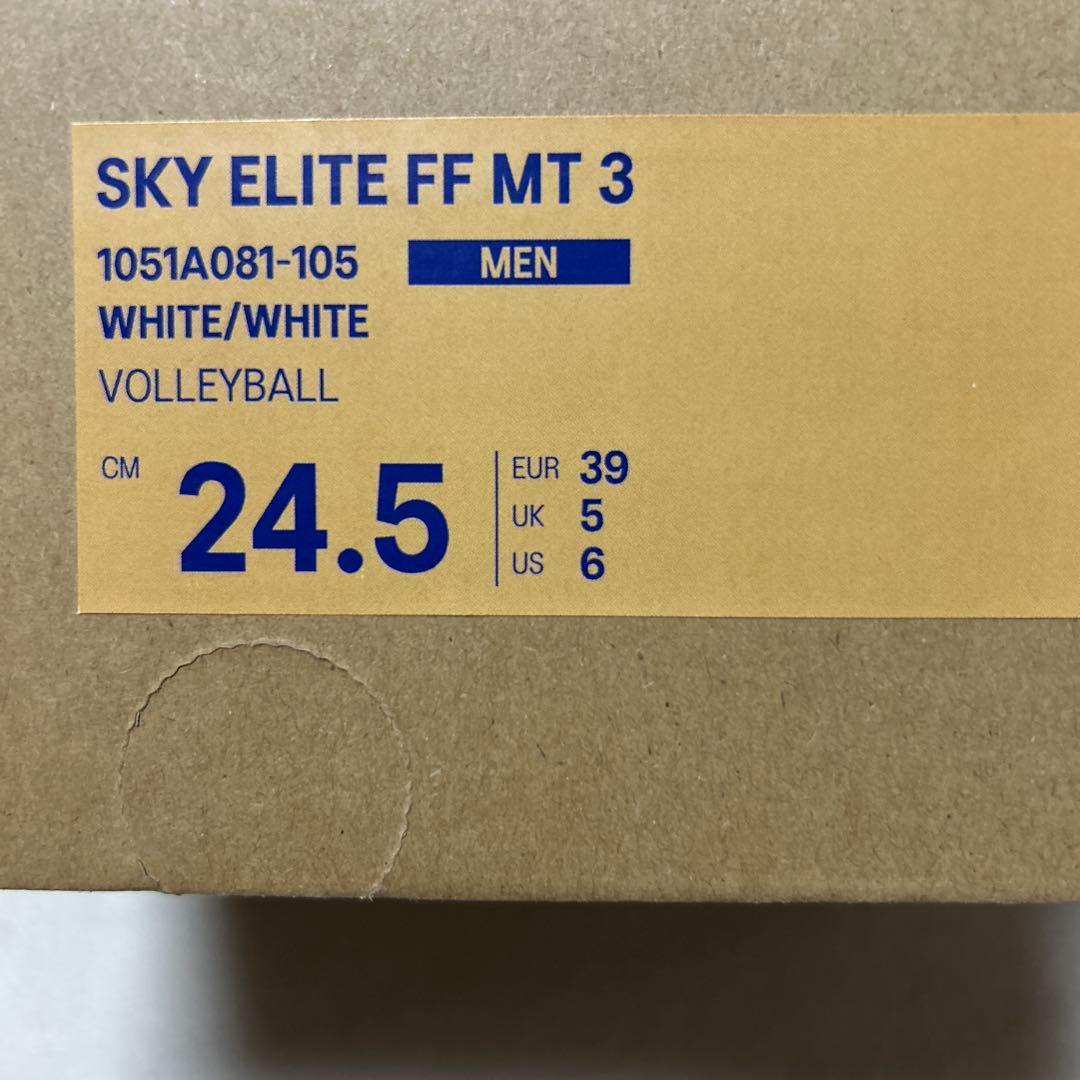 SKY ELITE FF MT 3
1051A081-105 MEN
WHITE/WHITE
VOLLEYBALL
CM 24.5
EUR 39
UK 5
US 6